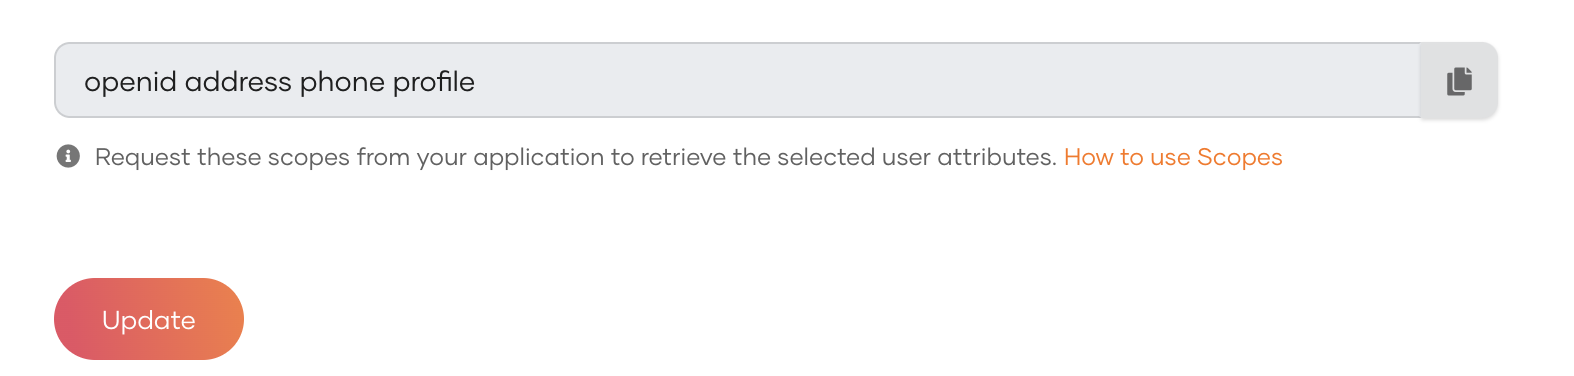 openid address phone profile
Request these scopes from your application to retrieve the selected user attributes. How to use Scopes
Update